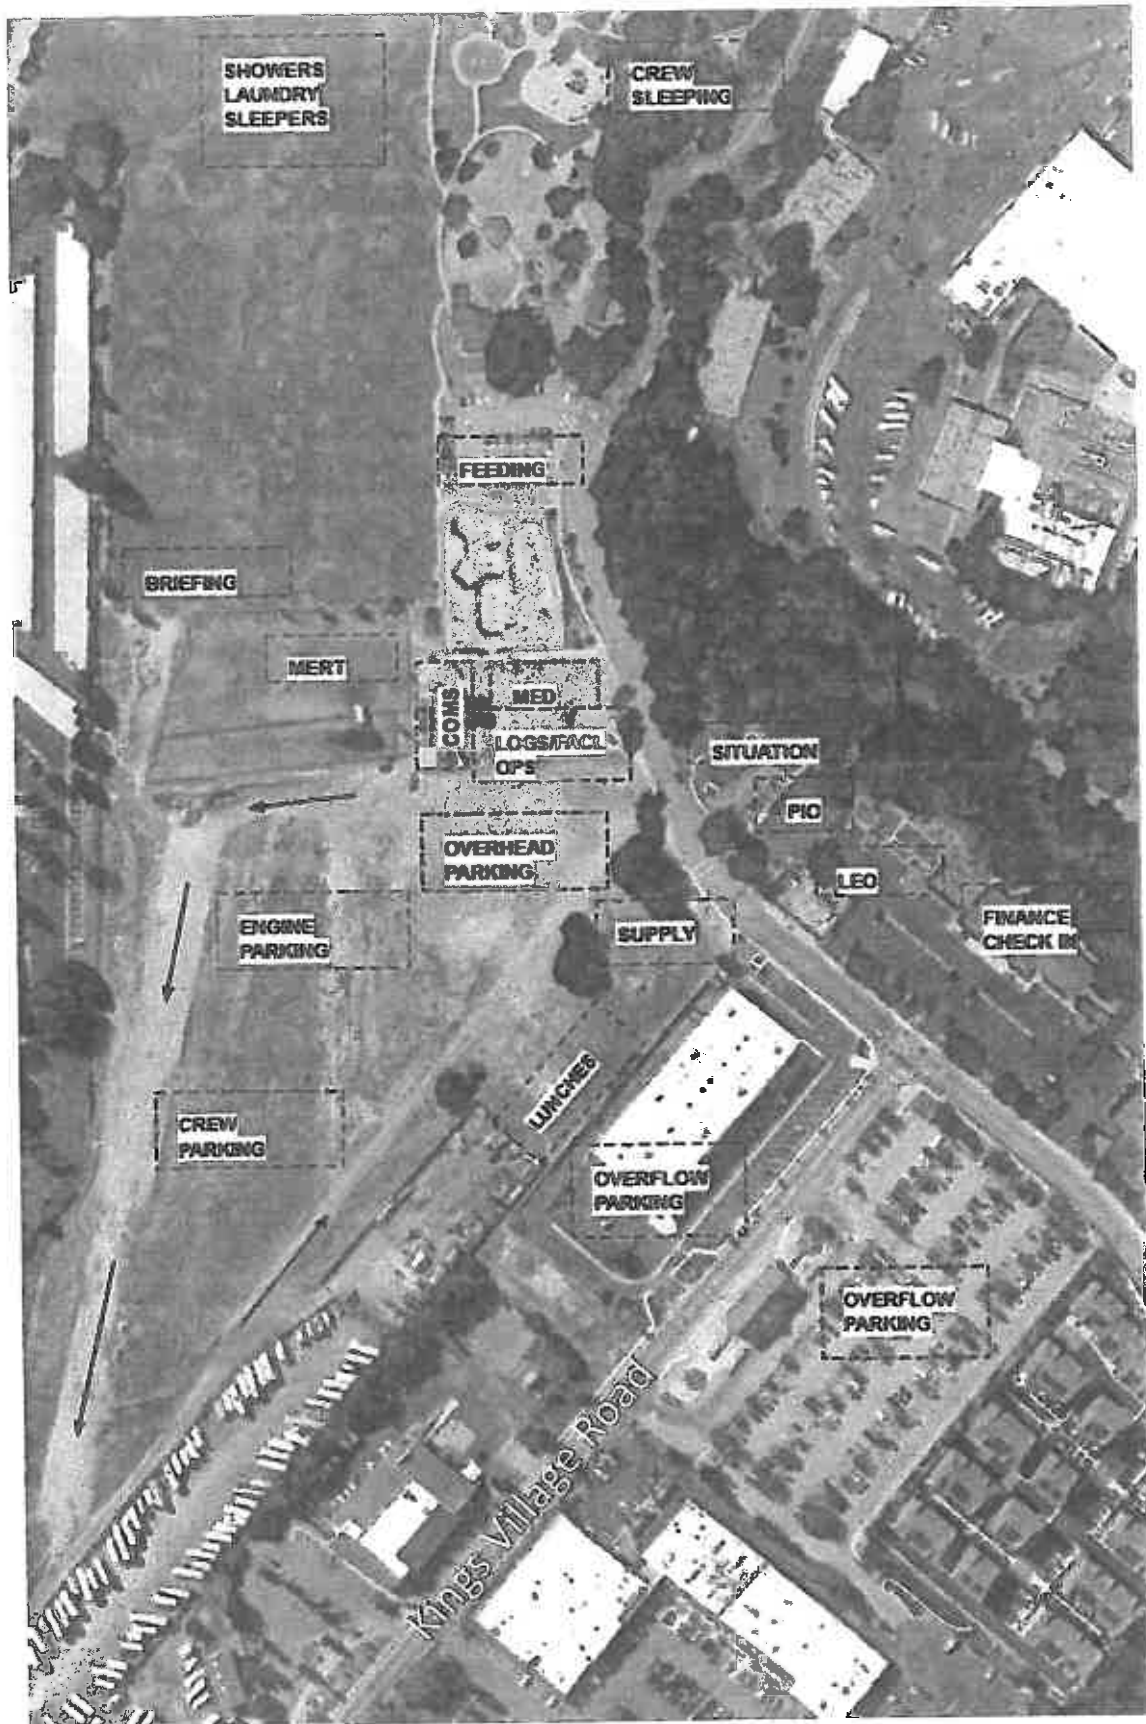 SHOWERS
LAUNDRY
SLEEPERS
CREW
SLEEPING
FEEDING
BRIEFING
MERT
COMS
MED
LOGS/FACL
OPS
SITUATION
PIO
OVERHEAD
PARKING
LEO
ENGINE
PARKING
SUPPLY
FINANCE
CHECK IN
LUNCHES
CREW
PARKING
OVERFLOW
PARKING
OVERFLOW
PARKING
Kings Village Road